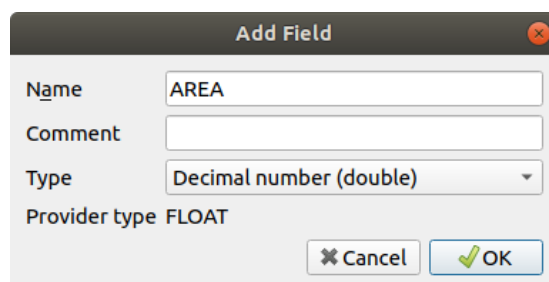 Add Field
Name AREA
Comment
Type Decimal number (double)
Provider type FLOAT
Cancel OK